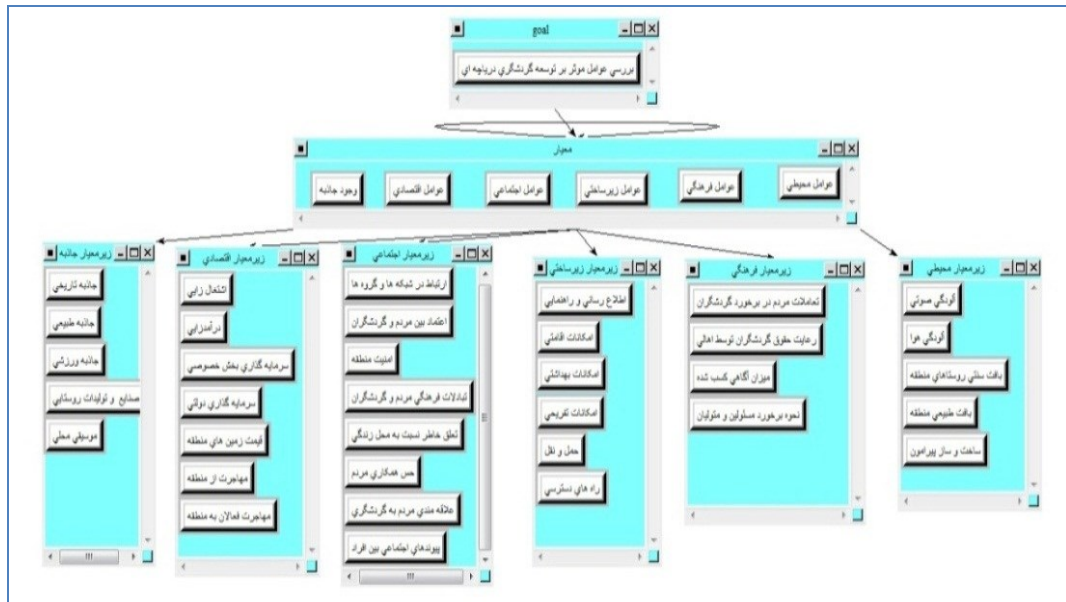 goal
بررسي عوامل موثر بر توسعه گردشگري درياچه اي
معيار
عوامل محيطي
عوامل فرهنگي
عوامل زيرساختي
عوامل اجتماعي
عوامل اقتصادي
وجود جاذبه
زيرمعيار محيطي
آلودگي صوتي
آلودگي هوا
بافت سنتي روستاهاي منطقه
بافت طبيعي منطقه
ساخت و ساز پيرامون
زيرمعيار فرهنگي
تعاملات مردم در برخورد گردشگران
رعايت حقوق گردشگران توسط اهالي
ميزان آگاهي كسب شده
نحوه برخورد مسئولين و متوليان
زيرمعيار زيرساختي
اطلاع رساني و راهنمايي
امكانات اقامتي
امكانات بهداشتي
امكانات تفريحي
حمل و نقل
راه هاي دسترسي
زيرمعيار اجتماعي
ارتباط در شبكه ها و گروه ها
اعتماد بين مردم و گردشگران
امنيت منطقه
تبادلات فرهنگي مردم و گردشگران
تعلق خاطر نسبت به محل زندگي
حس همكاري مردم
علاقه مندي مردم به گردشگري
پيوندهاي اجتماعي بين افراد
زيرمعيار اقتصادي
اشتغال زايي
درآمدزايي
سرمايه گذاري بخش خصوصي
سرمايه گذاري دولتي
قيمت زمين هاي منطقه
مهاجرت از منطقه
مهاجرت فعالان به منطقه
زيرمعيار جاذبه
جاذبه تاريخي
جاذبه طبيعي
جاذبه ورزشي
صنايع و توليدات روستايي
موسيقي محلي